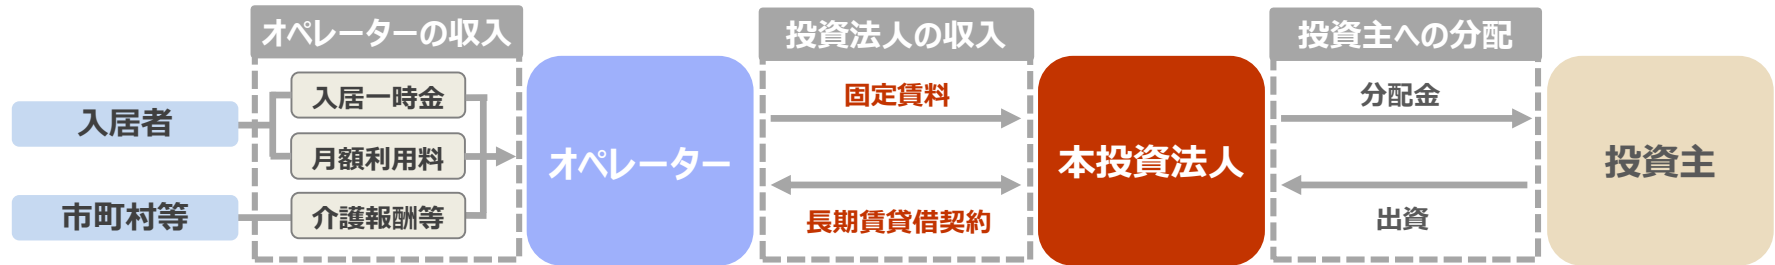 オペレーターの収入
投資法人の収入
投資主への分配
入居者
市町村等
入居一時金
月額利用料
介護報酬等
オペレーター
固定賃料
長期賃貸借契約
本投資法人
分配金
出資
投資主